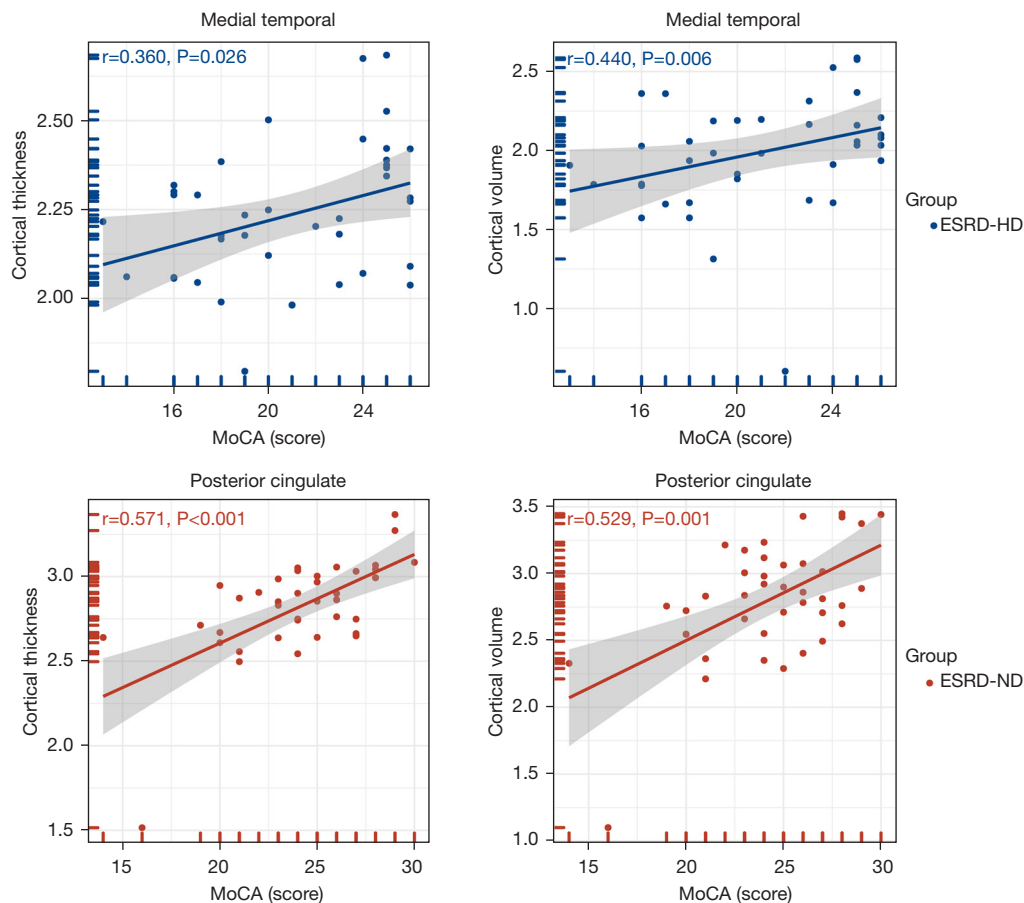 Medial temporal
r=0.360, P=0.026
Cortical thickness
2.50
2.25
2.00
16 20 24
MoCA (score)
Medial temporal
r=0.440, P=0.006
Cortical volume
2.5
2.0
1.5
1.0
16 20 24
MoCA (score)
Group
ESRD-HD
Posterior cingulate
r=0.571, P<0.001
Cortical thickness
3.0
2.5
2.0
1.5
15 20 25 30
MoCA (score)
Posterior cingulate
r=0.529, P=0.001
Cortical volume
3.5
3.0
2.5
2.0
1.5
1.0
15 20 25 30
MoCA (score)
Group
ESRD-ND